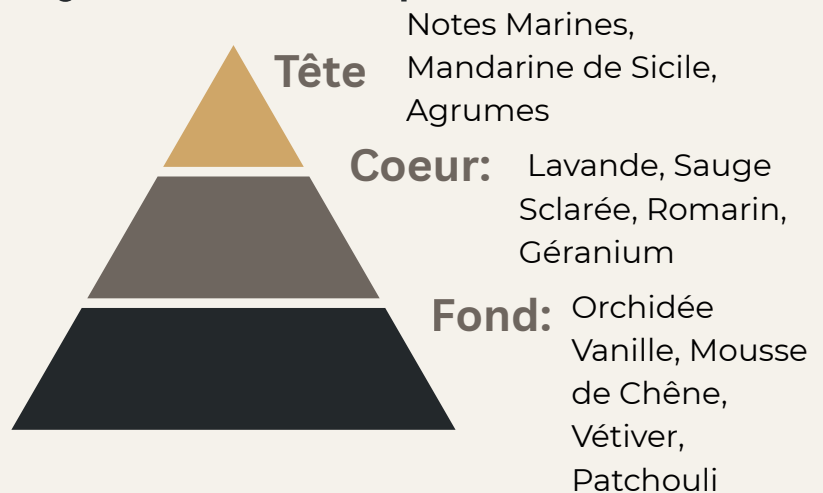 Notes Marines,
Tête Mandarine de Sicile,
Agrumes
Coeur: Lavande, Sauge
Sclarée, Romarin,
Géranium
Fond: Orchidée
Vanille, Mousse
de Chêne,
Vétiver,
Patchouli